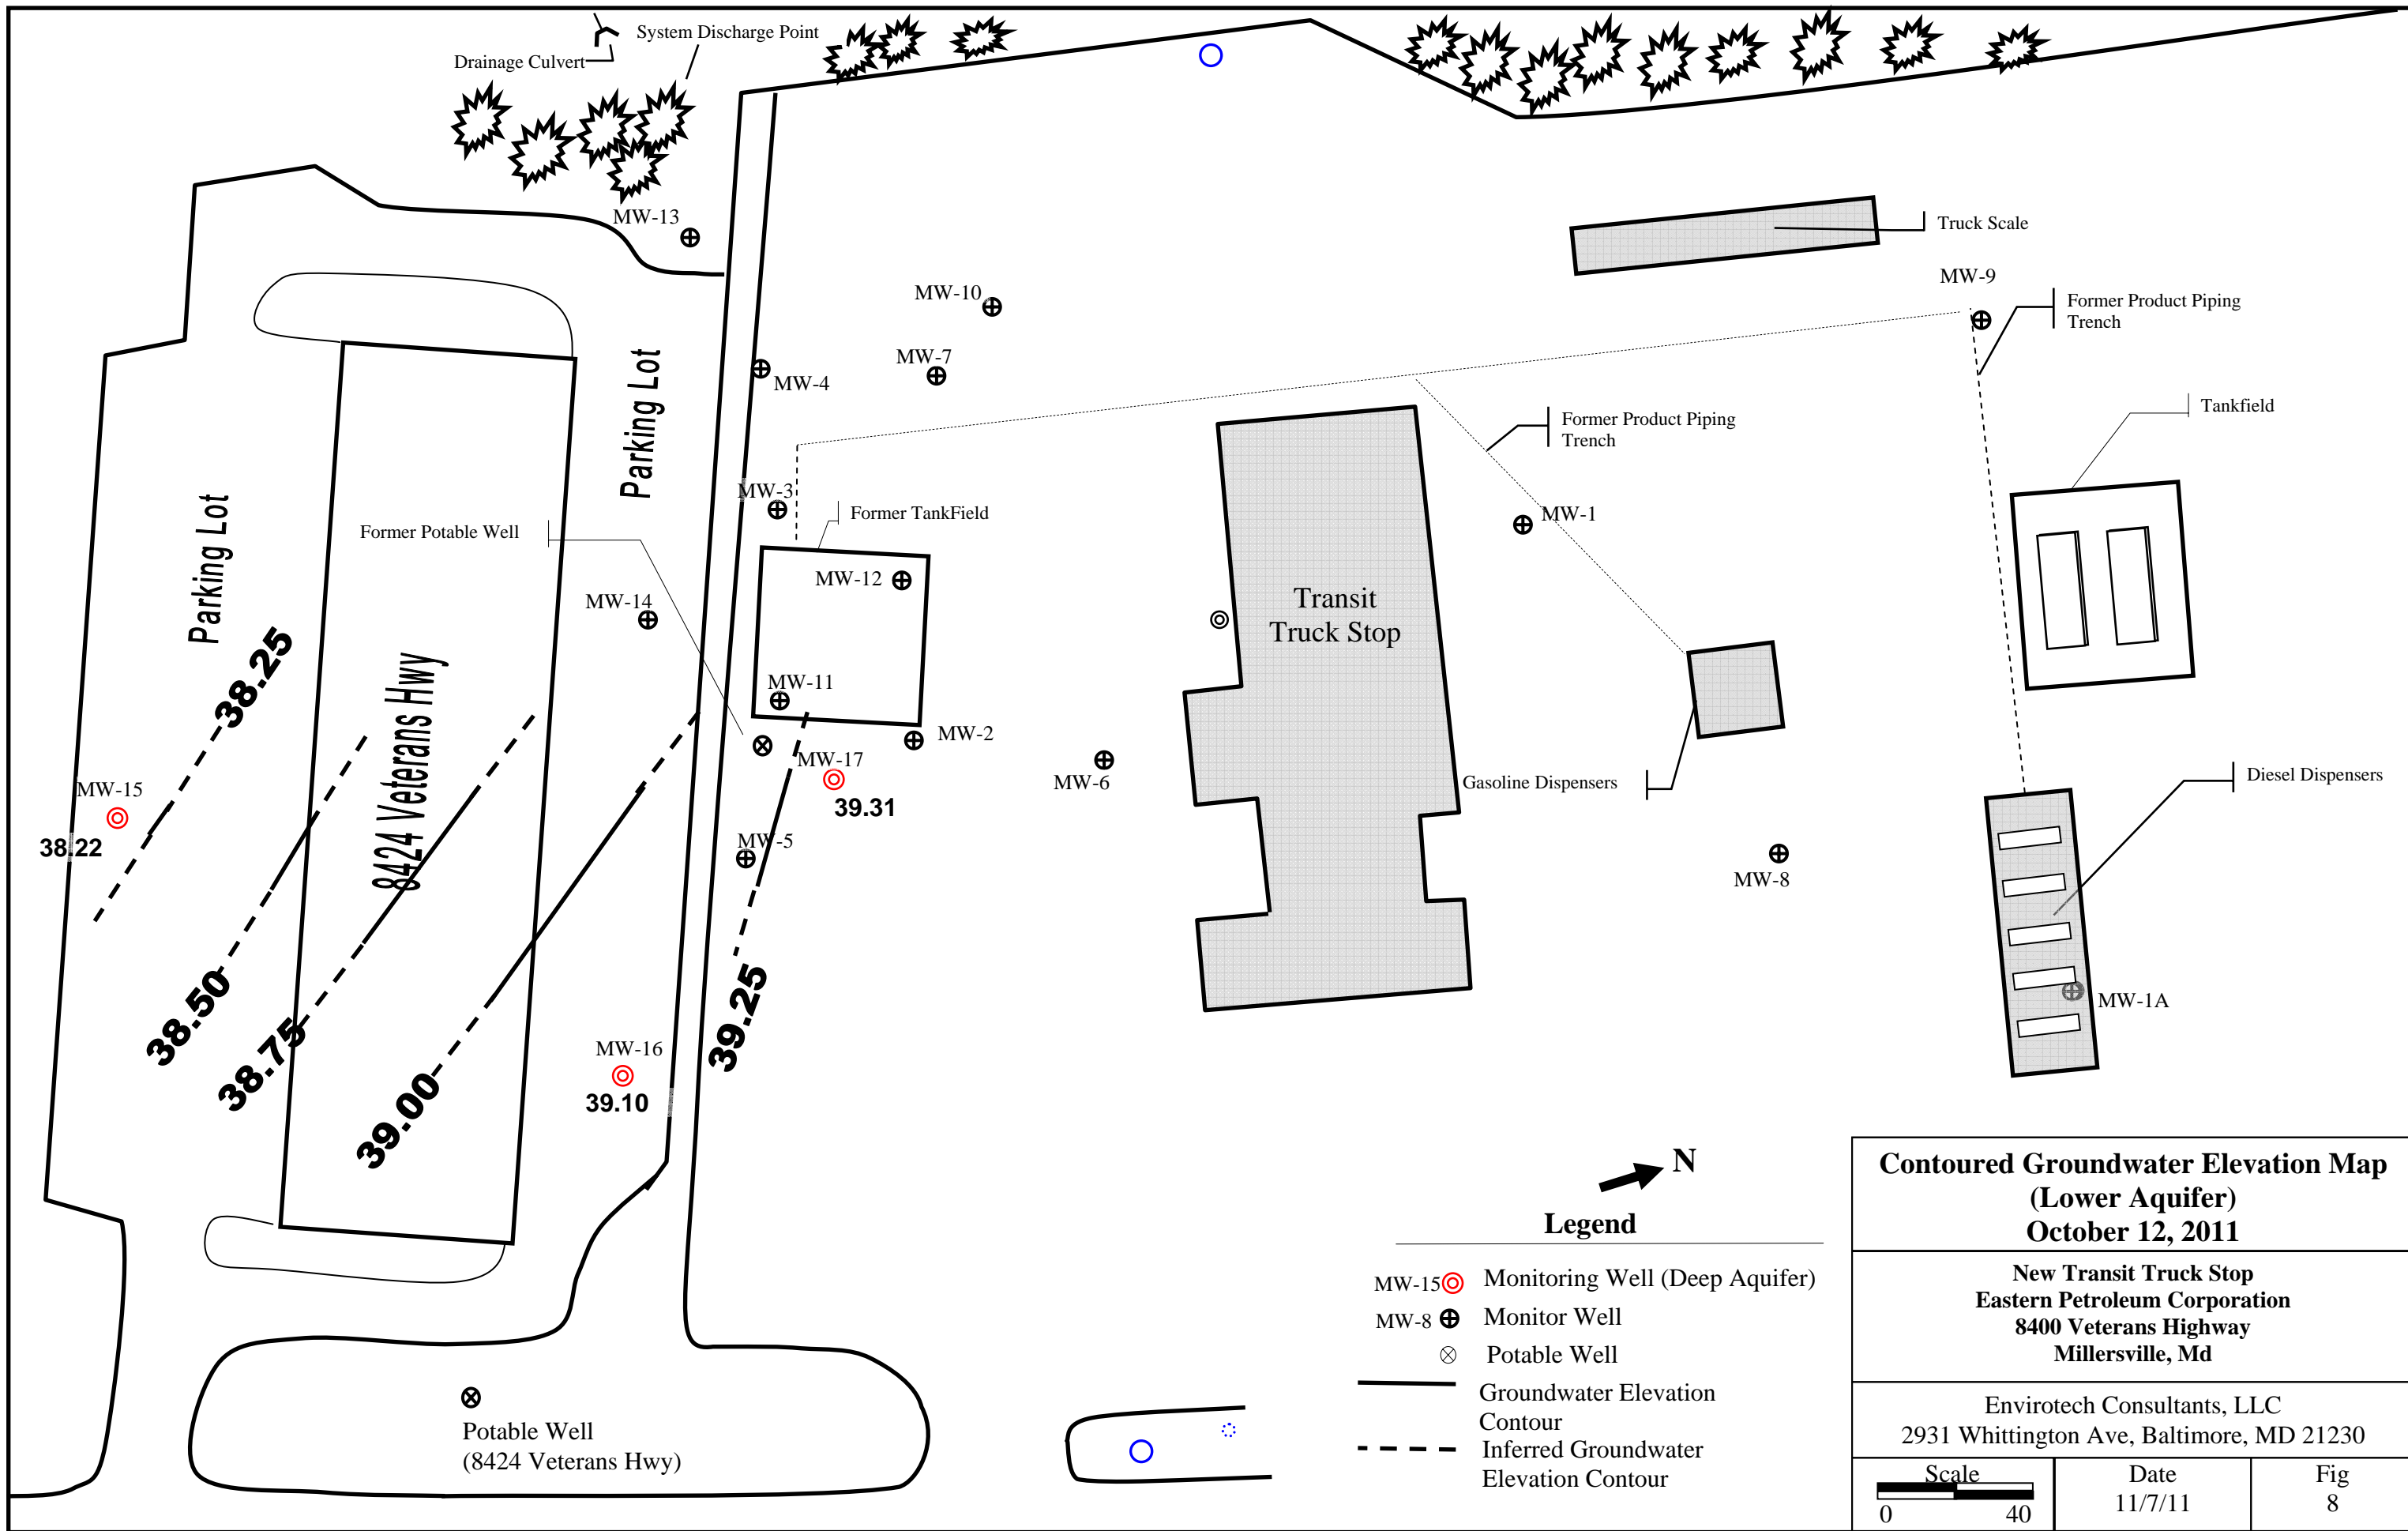 System Discharge Point
Drainage Culvert
MW-13
Truck Scale
MW-9
MW-10
Former Product Piping
Trench
MW-7
MW-4
Parking Lot
Tankfield
Former Product Piping
Trench
MW-3
Former TankField
MW-1
Parking Lot
Former Potable Well
MW-12
MW-14
Transit
Truck Stop
38.25
8424 Veterans Hwy
MW-11
MW-2
MW-17
39.31
MW-6
Gasoline Dispensers
Diesel Dispensers
MW-15
38.22
MW-5
MW-8
38.50
38.75
39.00
39.25
MW-1A
MW-16
39.10
N
Legend
MW-15 Monitoring Well (Deep Aquifer)
MW-8 Monitor Well
Potable Well
Groundwater Elevation
Contour
Inferred Groundwater
Elevation Contour
Potable Well
(8424 Veterans Hwy)
Contoured Groundwater Elevation Map
(Lower Aquifer)
October 12, 2011
New Transit Truck Stop
Eastern Petroleum Corporation
8400 Veterans Highway
Millersville, Md
Envirotech Consultants, LLC
2931 Whittington Ave, Baltimore, MD 21230
Scale
0 40
Date
11/7/11
Fig
8